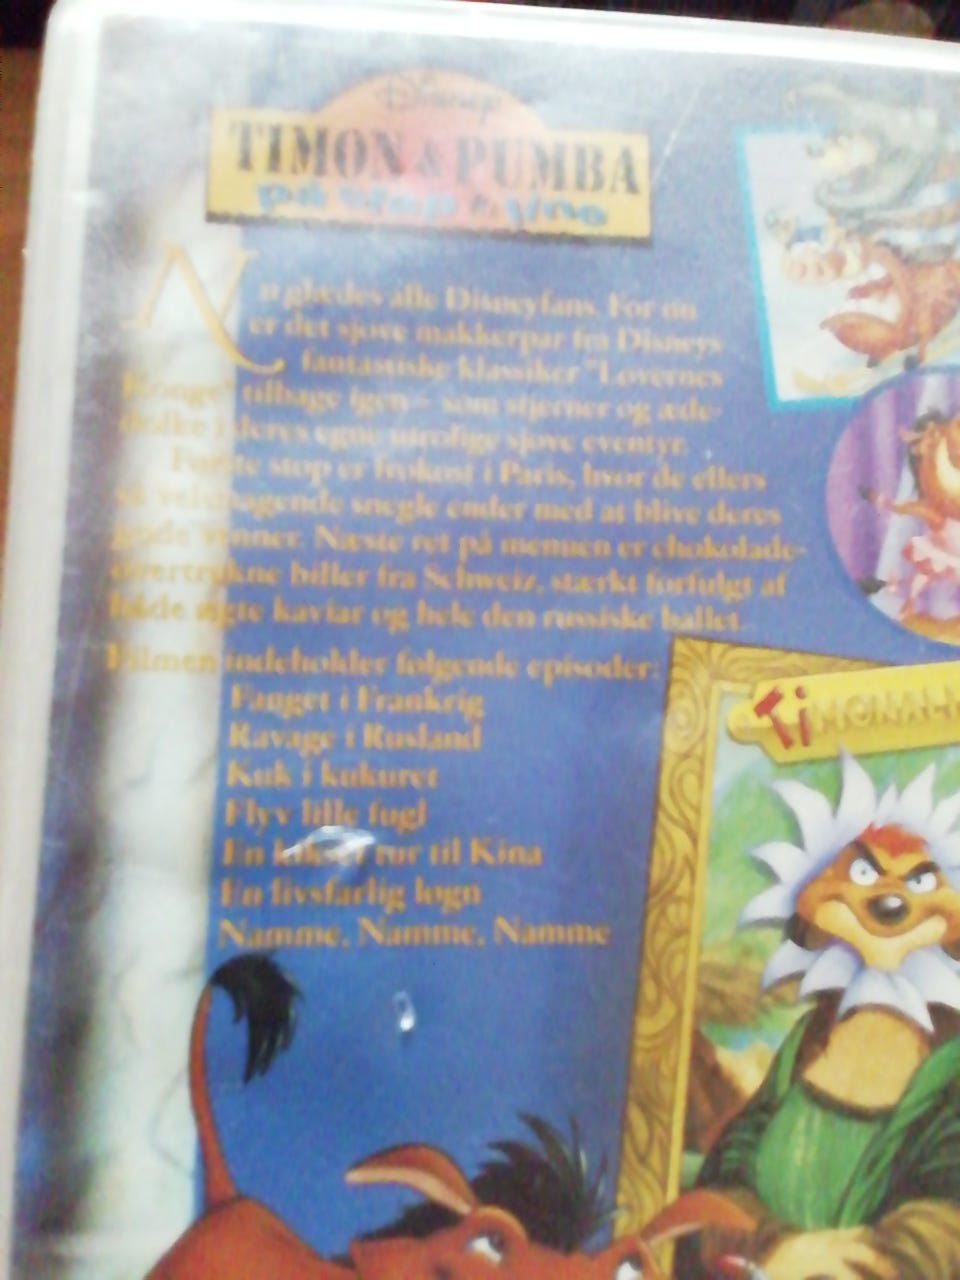 Disney
TIMON & PUMBA
på
Nu glædes alle Disneyfans. For nu
er det sjove makkerpar fra Disneys
fantastiske klassiker "Løvernes
Konge" tilbage igen - som stjerner og æde-
dolke i deres egne utrolige sjove eventyr.
Første stop er frokost i Paris, hvor de ellers
så velsmagende snegle ender med at blive deres
gode venner. Næste ret på menuen er chokolade-
overtrukne biller fra Schweiz, stærkt forfulgt af
både ægte kaviar og hele den russiske ballet.
Filmen indeholder følgende episoder:
Fanget i Frankrig
Ravage i Rusland
Kuk i kukuret
Flyv lille fugl
En tur til Kina
En livsfarlig løgn
Namme, Namme, Namme
TiMONALI